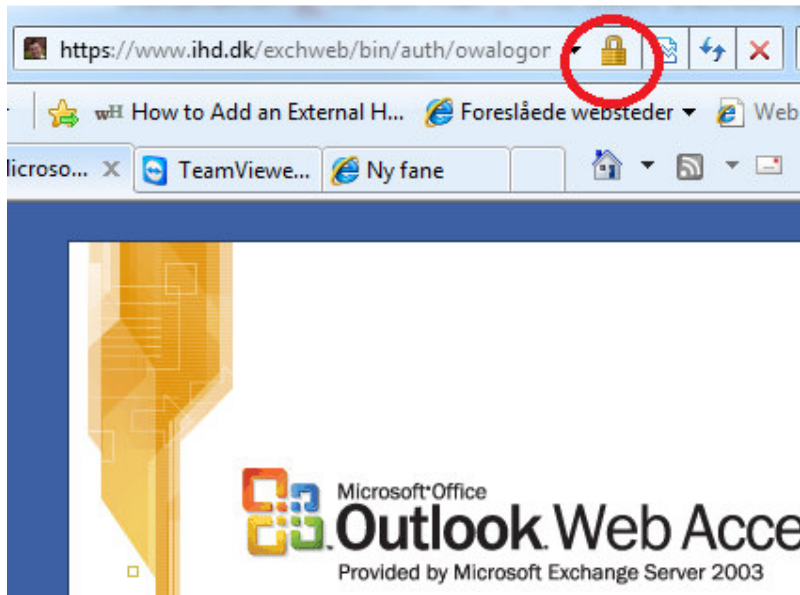 https://www.ihd.dk/exchweb/bin/auth/owalogor
wH How to Add an External H... Foreslåede websteder Web
licroso... TeamViewe... Ny fane
Microsoft Office
Outlook Web Acce
Provided by Microsoft Exchange Server 2003